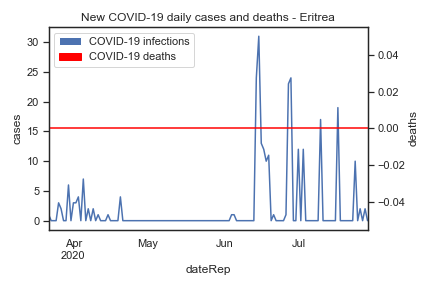 New COVID-19 daily cases and deaths - Eritrea
COVID-19 infections
COVID-19 deaths
30
25
20
15
10
5
0
cases
0.04
0.02
0.00
−0.02
−0.04
deaths
Apr
2020
May
Jun
Jul
dateRep